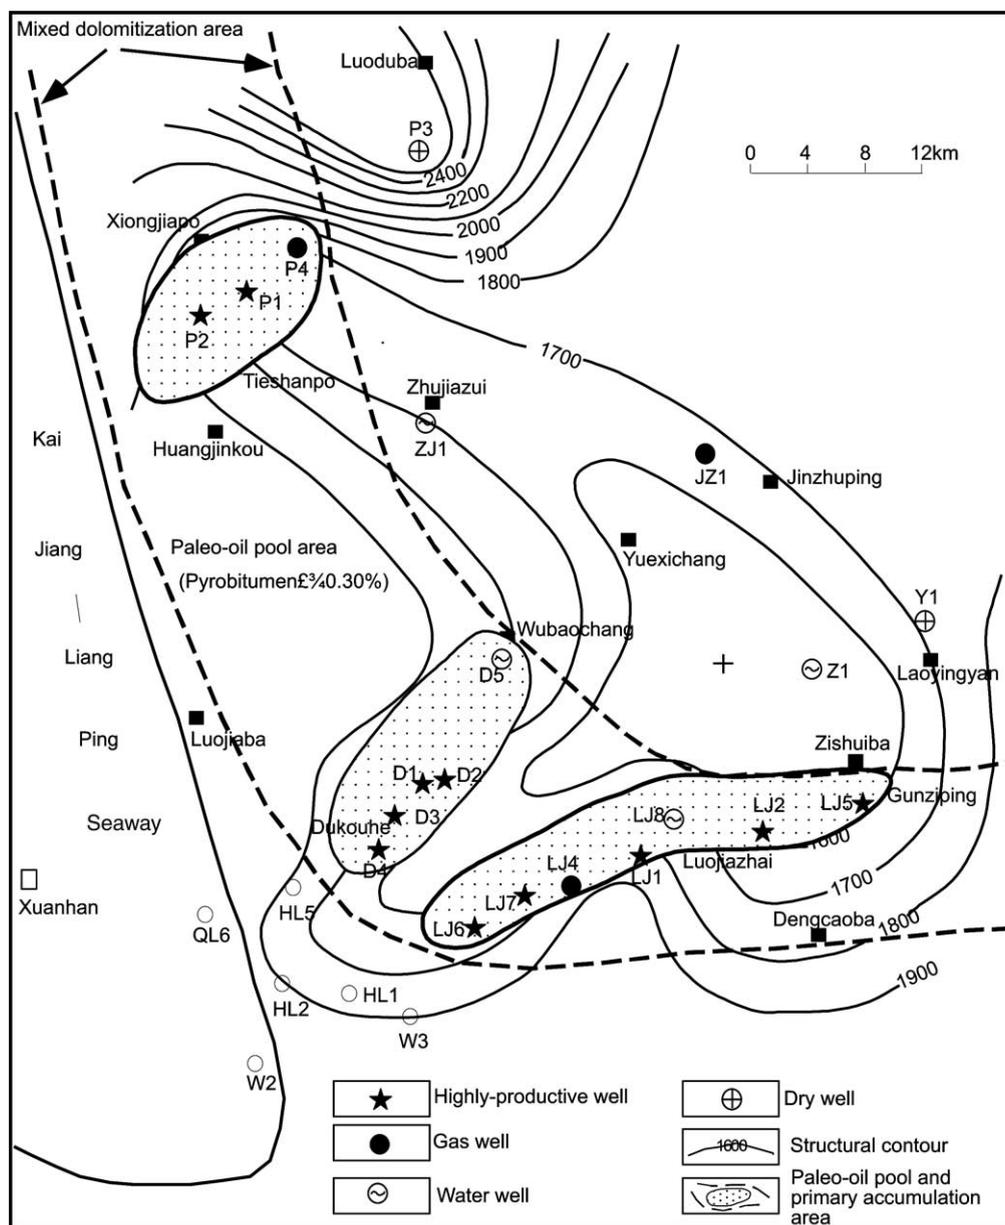 Mixed dolomitization area
Luoduba
P3
0 4 8 12km
2400
2200
2000
1900
1800
Xiongjiapo
P4
P1
P2
1700
Tieshanpo
Zhujiazui
ZJ1
Kai
Huangjinkou
JZ1
Jinzhuping
Jiang
Paleo-oil pool area
(Pyrobitumen£¾0.30%)
Yuexichang
Y1
Liang
Wubaochang
D5
Z1
Laoyingyan
Ping
Luojiaba
Zishuiba
D1
D2
Gunziping
LJ5
LJ2
LJ8
Seaway
D3
Dukouhe
D4
1600
Luojiazhai
LJ1
LJ4
1700
Xuanhan
HL5
LJ7
Dengcaoba
1800
QL6
LJ6
1900
HL2
HL1
W3
W2
Highly-productive well
Dry well
Gas well
1600
Structural contour
Water well
Paleo-oil pool and
primary accumulation
area